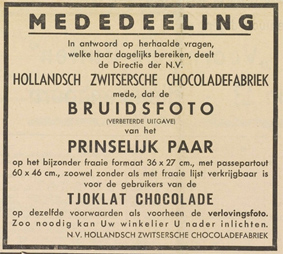 MEDEDEELING
In antwoord op herhaalde vragen,
welke haar dagelijks bereiken, deelt
de Directie der N.V.
HOLLANDSCH ZWITSERSCHE CHOCOLADEFABRIEK
mede, dat de
BRUIDSFOTO
(VERBETERDE UITGAVE)
van het
PRINSELIJK PAAR
op het bijzonder fraaie formaat 36 x 27 cm., met passepartout
60 x 46 cm., zoowel zonder als met fraaie lijst verkrijgbaar is
voor de gebruikers van de
TJOKLAT CHOCOLADE
op dezelfde voorwaarden als voorheen de verlovingsfoto.
Zoo noodig kan Uw winkelier U nader inlichten.
N.V. HOLLANDSCH ZWITSERSCHE CHOCOLADEFABRIEK